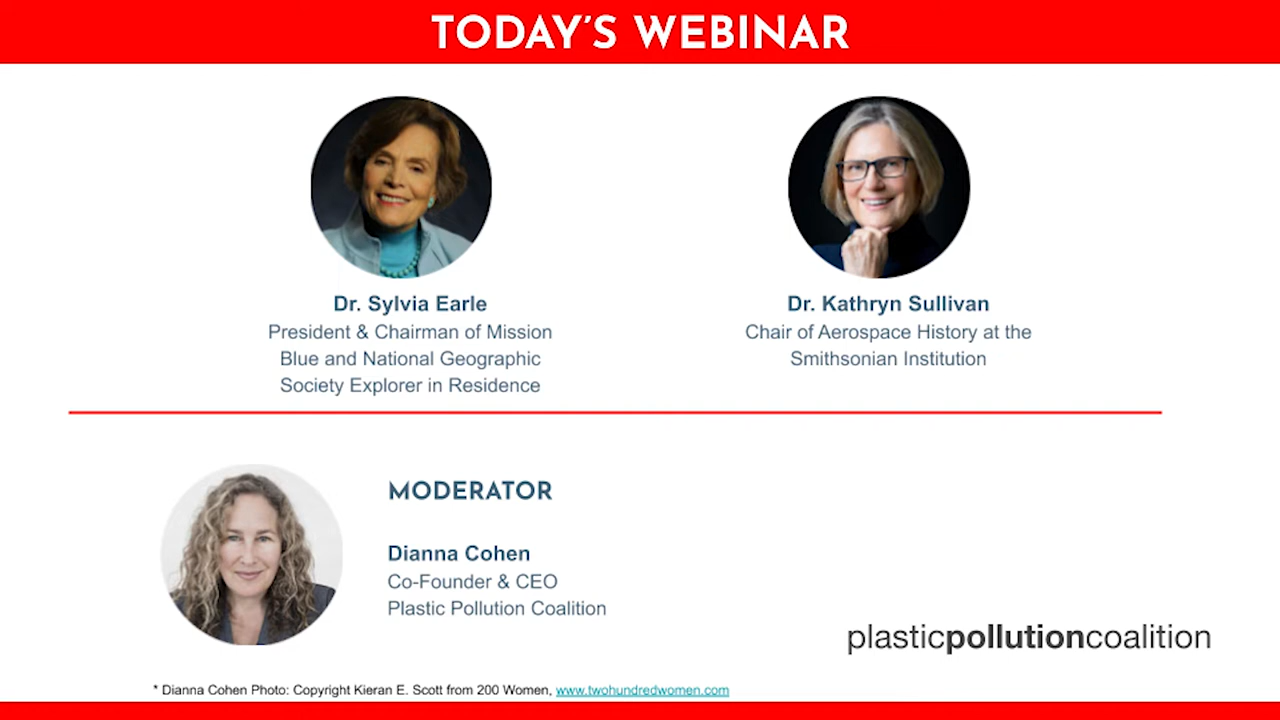 TODAY'S WEBINAR
Dr. Sylvia Earle
President & Chairman of Mission
Blue and National Geographic
Society Explorer in Residence
Dr. Kathryn Sullivan
Chair of Aerospace History at the
Smithsonian Institution
MODERATOR
Dianna Cohen
Co-Founder & CEO
Plastic Pollution Coalition
plasticpollutioncoalition
* Dianna Cohen Photo: Copyright Kieran E. Scott from 200 Women, www.twohundredwomen.com